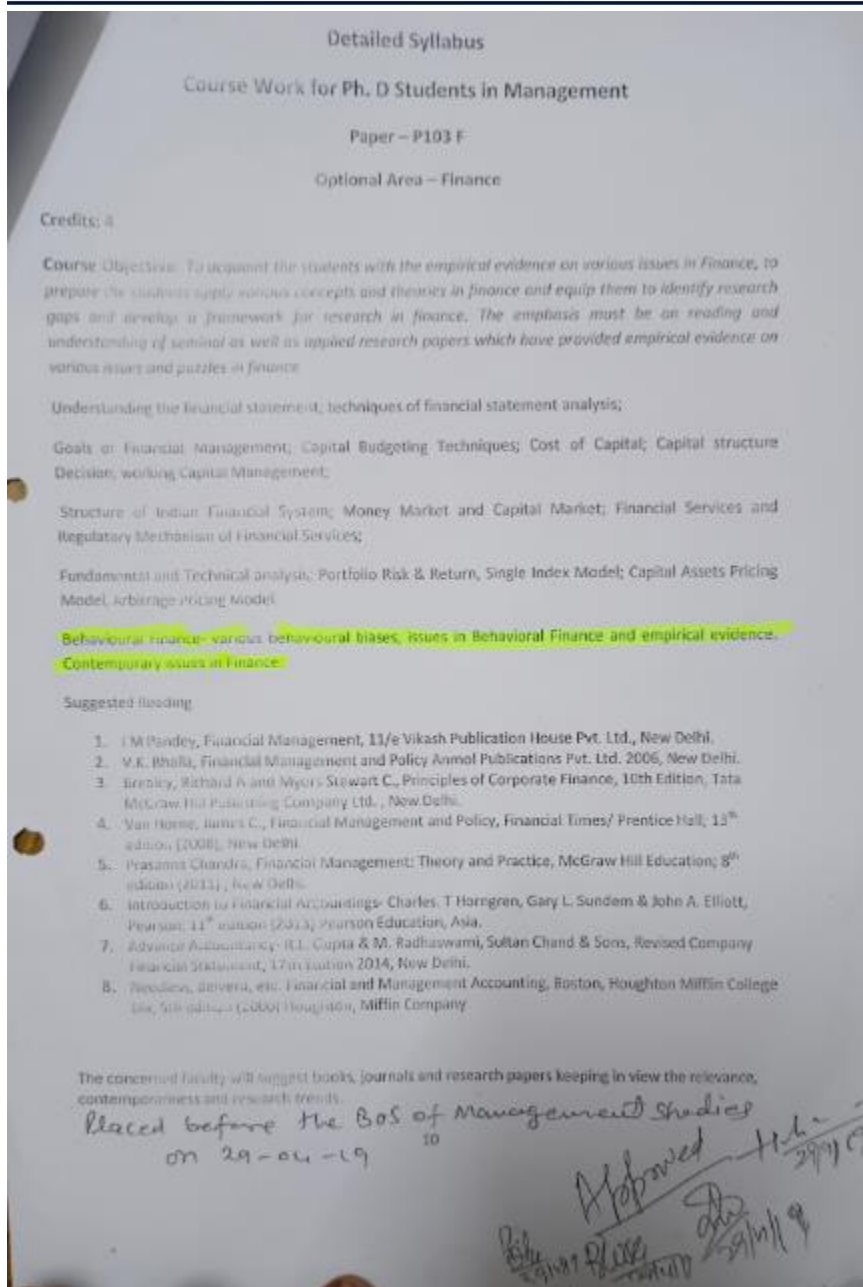 Detailed Syllabus
Course Work for Ph. D Students in Management
Paper – P103 F
Optional Area – Finance
Credits: 4
Course Objective: To acquaint the students with the empirical evidence on various issues in Finance, to
prepare the students apply various concepts and theories in finance and equip them to identify research
gaps and develop a framework for research in finance. The emphasis must be on reading and
understanding of seminal as well as applied research papers which have provided empirical evidence on
various issues and puzzles in finance
Understanding the financial statement, techniques of financial statement analysis;
Goals of Financial Management; Capital Budgeting Techniques; Cost of Capital; Capital structure
Decision, working Capital Management;
Structure of Indian Financial System; Money Market and Capital Market; Financial Services and
Regulatory Mechanism of Financial Services;
Fundamental and Technical analysis; Portfolio Risk & Return, Single Index Model; Capital Assets Pricing
Model, Arbitrage Pricing Model
Behavioural Finance- various behavioural biases, issues in Behavioral Finance and empirical evidence.
Contemporary issues in Finance.
Suggested Reading
1. I M Pandey, Financial Management, 11/e Vikash Publication House Pvt. Ltd., New Delhi.
2. V.K. Bhalla, Financial Management and Policy Anmol Publications Pvt. Ltd. 2006, New Delhi.
3. Brealey, Richard A and Myers Stewart C., Principles of Corporate Finance, 10th Edition, Tata
McGraw Hill Publishing Company Ltd. , New Delhi.
4. Van Horne, James C., Financial Management and Policy, Financial Times/ Prentice Hall; 13th
edition (2008), New Delhi
5. Prasanna Chandra, Financial Management: Theory and Practice, McGraw Hill Education; 8th
edition (2011) , New Delhi.
6. Introduction to Financial Accountings- Charles. T Horngren, Gary L. Sundem & John A. Elliott,
Pearson; 11th edition (2013) Pearson Education, Asia.
7. Advance Accountancy- R.L. Gupta & M. Radhaswami, Sultan Chand & Sons, Revised Company
Financial Statement, 17th Edition 2014, New Delhi.
8. Financial and Management Accounting, Boston, Houghton Mifflin College
5th edition (2000) Houghton, Mifflin Company
The concerned faculty will suggest books, journals and research papers keeping in view the relevance,
contemporariness and research trends.
Placed before the BOS of Management Studies
on 29-04-19
10
Approved